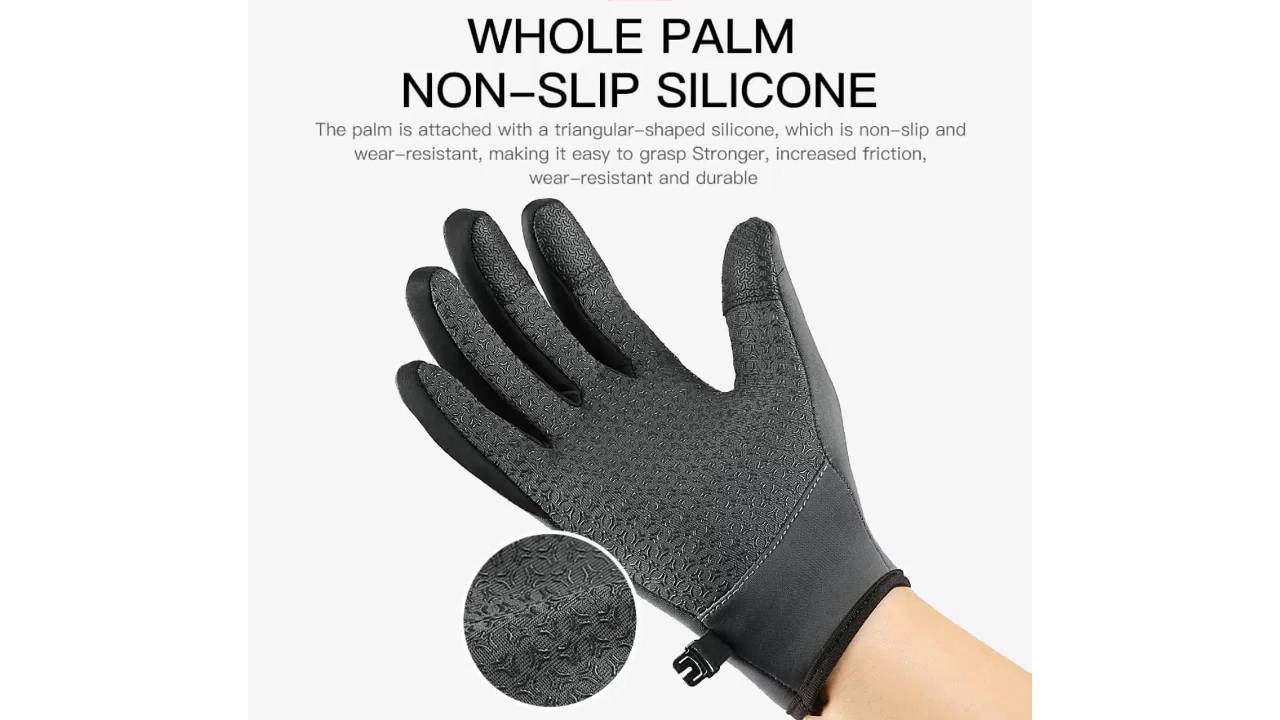 WHOLE PALM
NON–SLIP SILICONE
The palm is attached with a triangular–shaped silicone, which is non–slip and
wear–resistant, making it easy to grasp Stronger, increased friction,
wear–resistant and durable